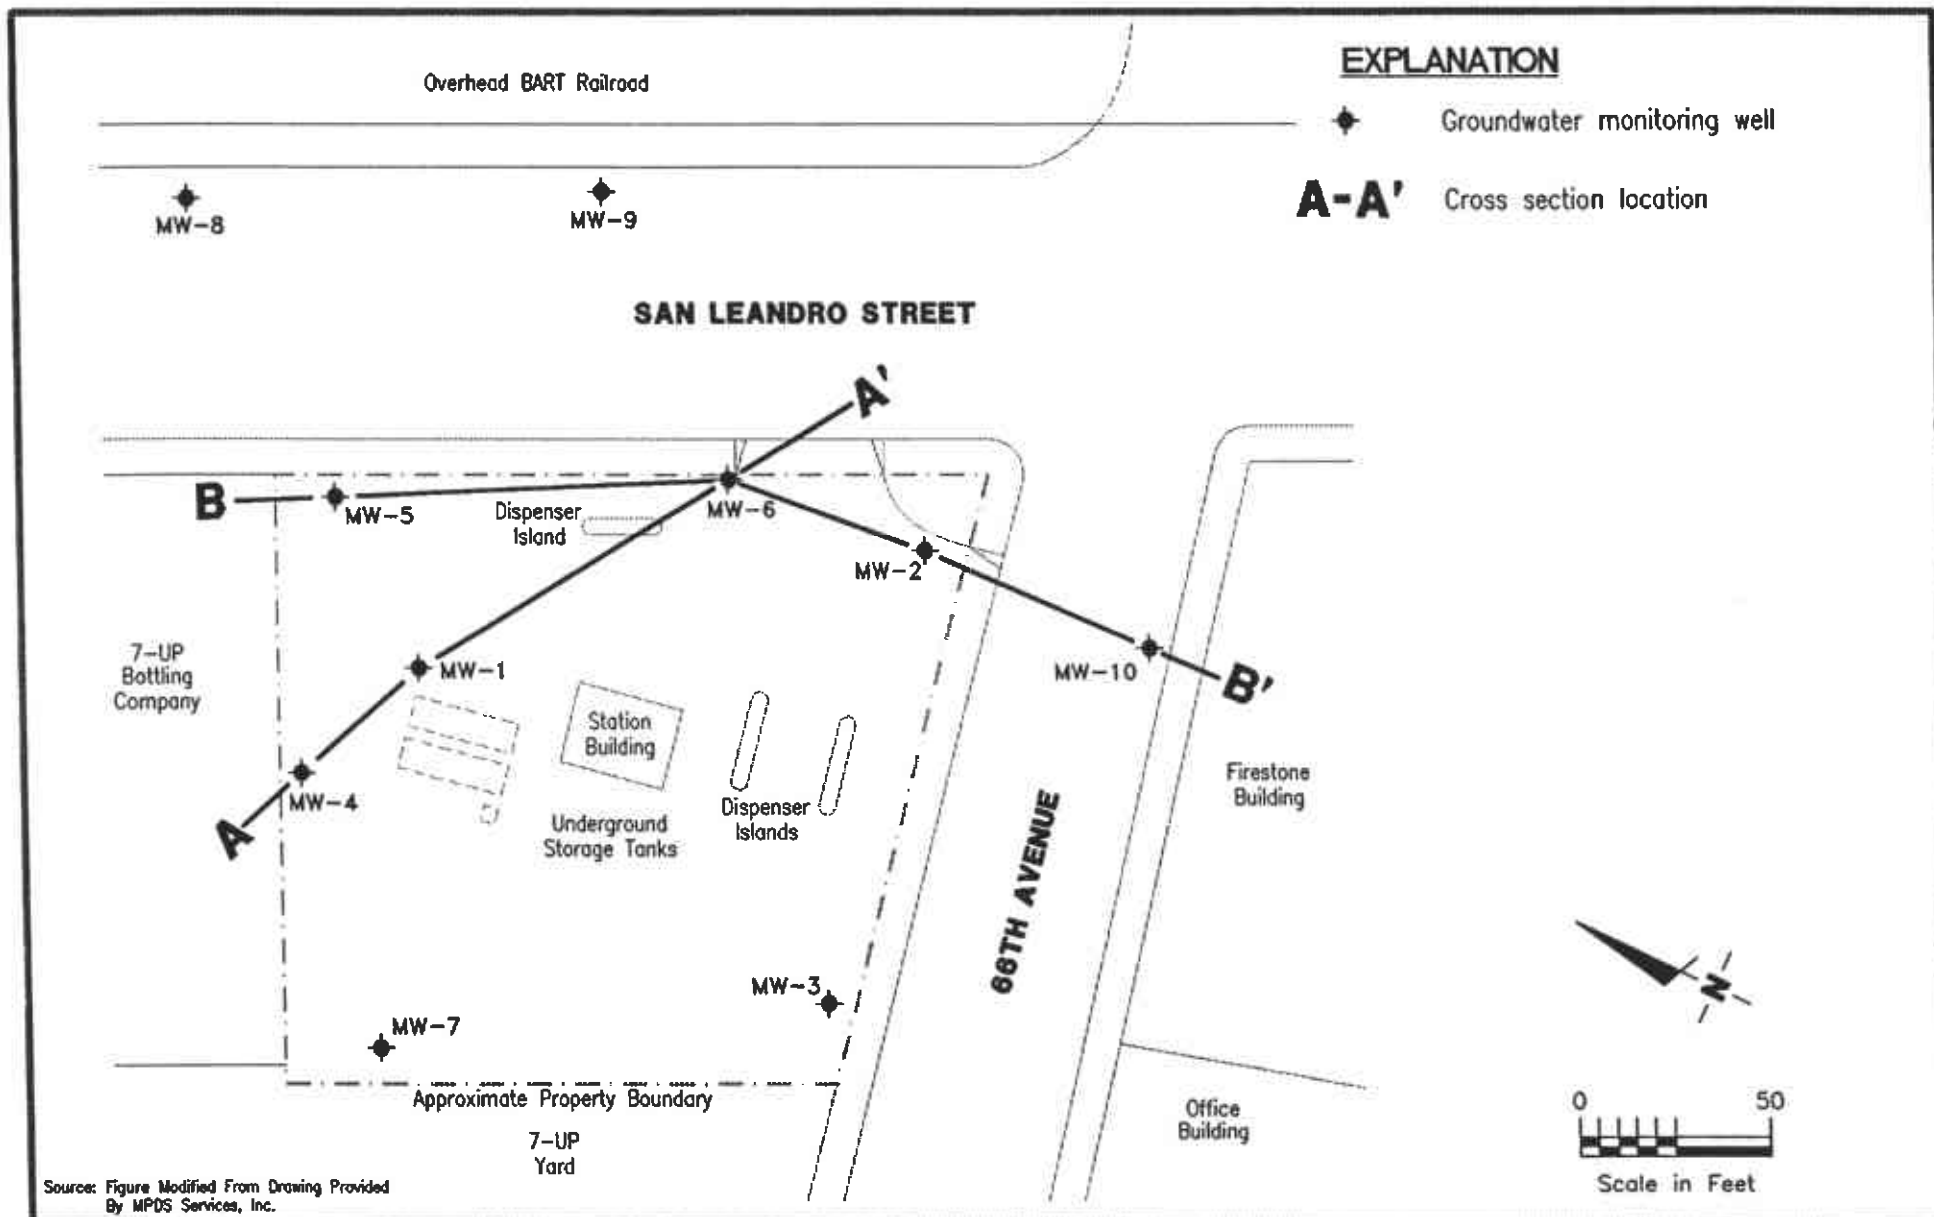 Overhead BART Railroad
EXPLANATION
Groundwater monitoring well
A-A' Cross section location
MW-8
MW-9
SAN LEANDRO STREET
A'
B
MW-5
Dispenser
Island
MW-6
MW-2
MW-10
B'
7-UP
Bottling
Company
MW-1
Station
Building
MW-4
A
Underground
Storage Tanks
Dispenser
Islands
Firestone
Building
66TH AVENUE
MW-3
MW-7
N
Approximate Property Boundary
7-UP
Yard
Office
Building
0 50
Scale in Feet
Source: Figure Modified From Drawing Provided
By MPDS Services, Inc.